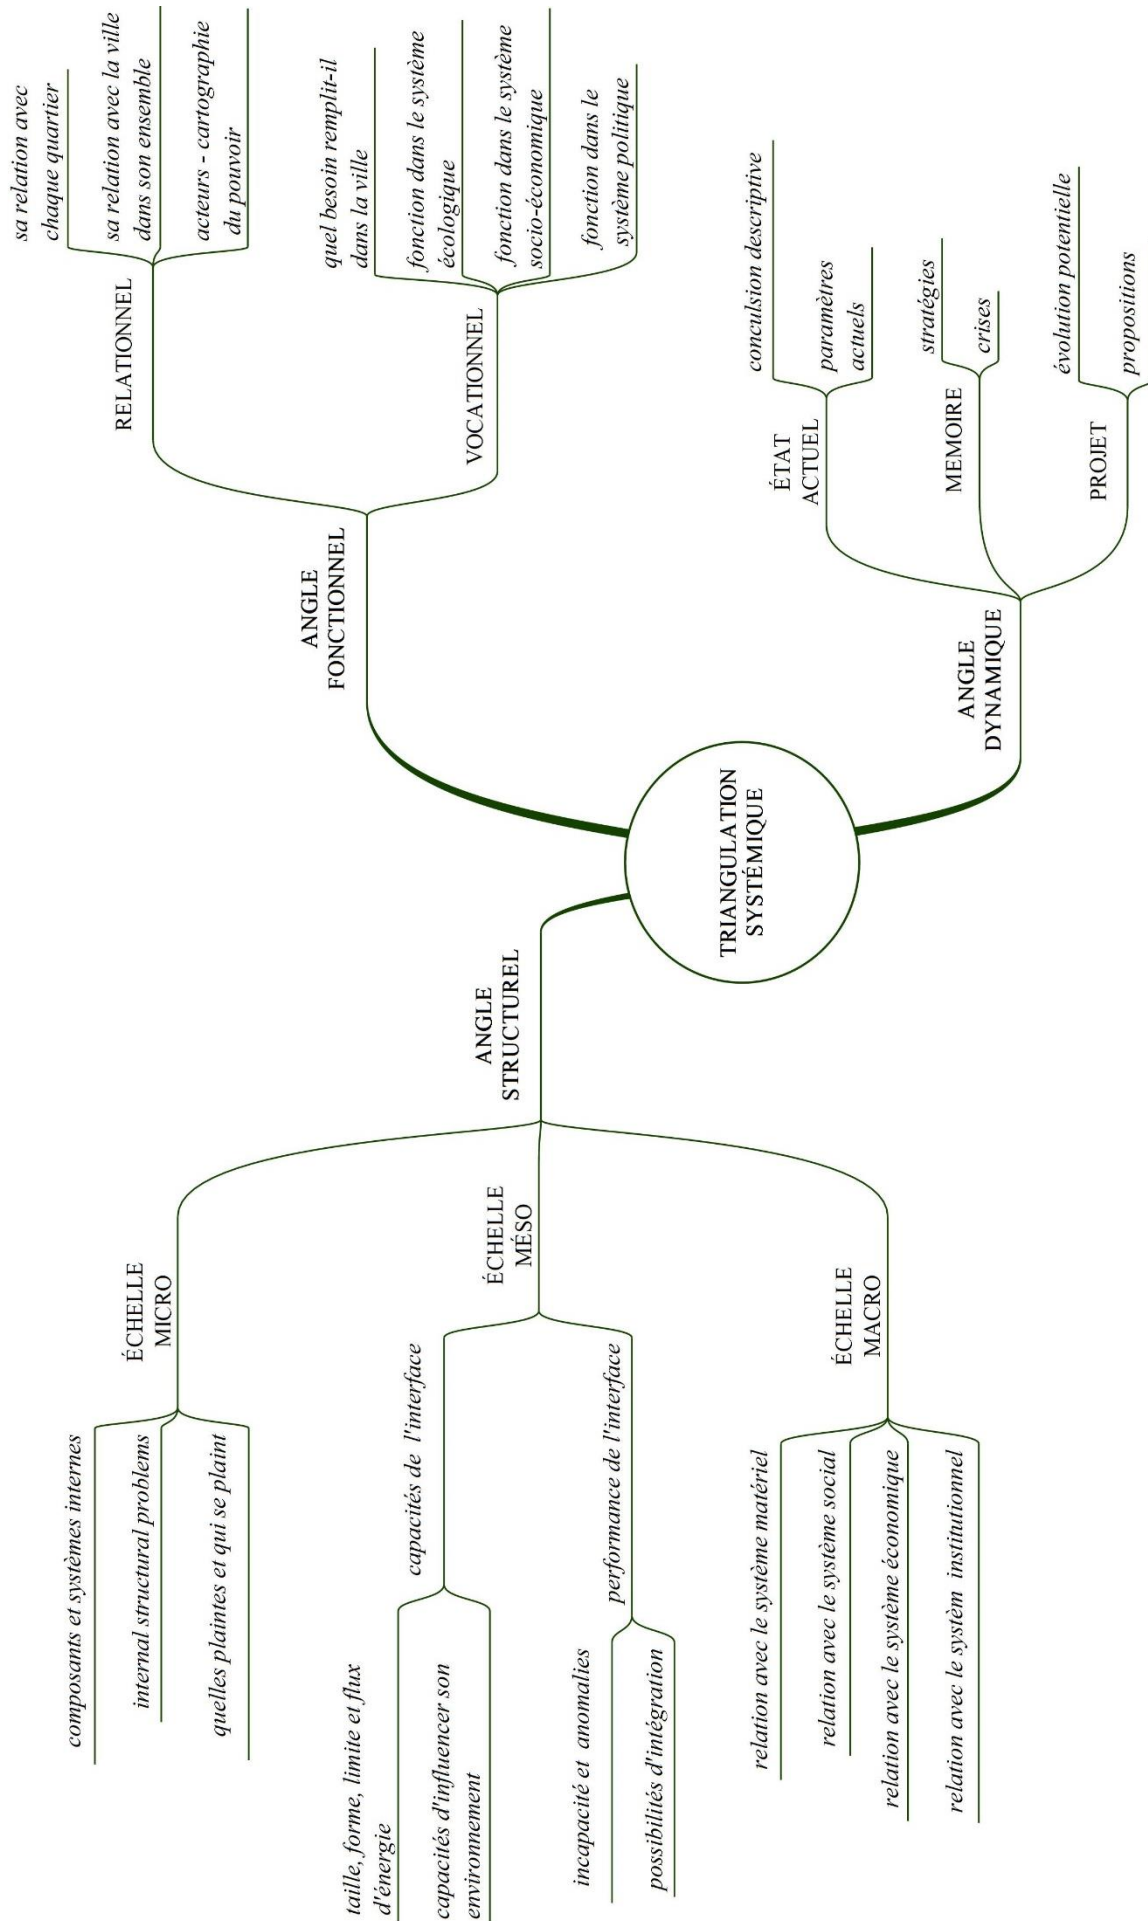 composants et systèmes internes
internal structural problems
quelles plaintes et qui se plaint
ÉCHELLE
MICRO
taille, forme, limite et flux
d'énergie
capacités d'influencer son
environnement
capacités de l'interface
incapacité et anomalies
possibilités d'intégration
performance de l'interface
ÉCHELLE
MÉSO
relation avec le système matériel
relation avec le système social
relation avec le système économique
relation avec le systèm institutionnel
ÉCHELLE
MACRO
ANGLE
STRUCTUREL
TRIANGULATION
SYSTÉMIQUE
ANGLE
FONCTIONNEL
RELATIONNEL
sa relation avec
chaque quartier
sa relation avec la ville
dans son ensemble
acteurs - cartographie
du pouvoir
VOCATIONNEL
quel besoin remplit-il
dans la ville
fonction dans le système
écologique
fonction dans le système
socio-économique
fonction dans le
système politique
ANGLE
DYNAMIQUE
ÉTAT
ACTUEL
conculsion descriptive
paramètres
actuels
MEMOIRE
stratégies
crises
PROJET
évolution potentielle
propositions